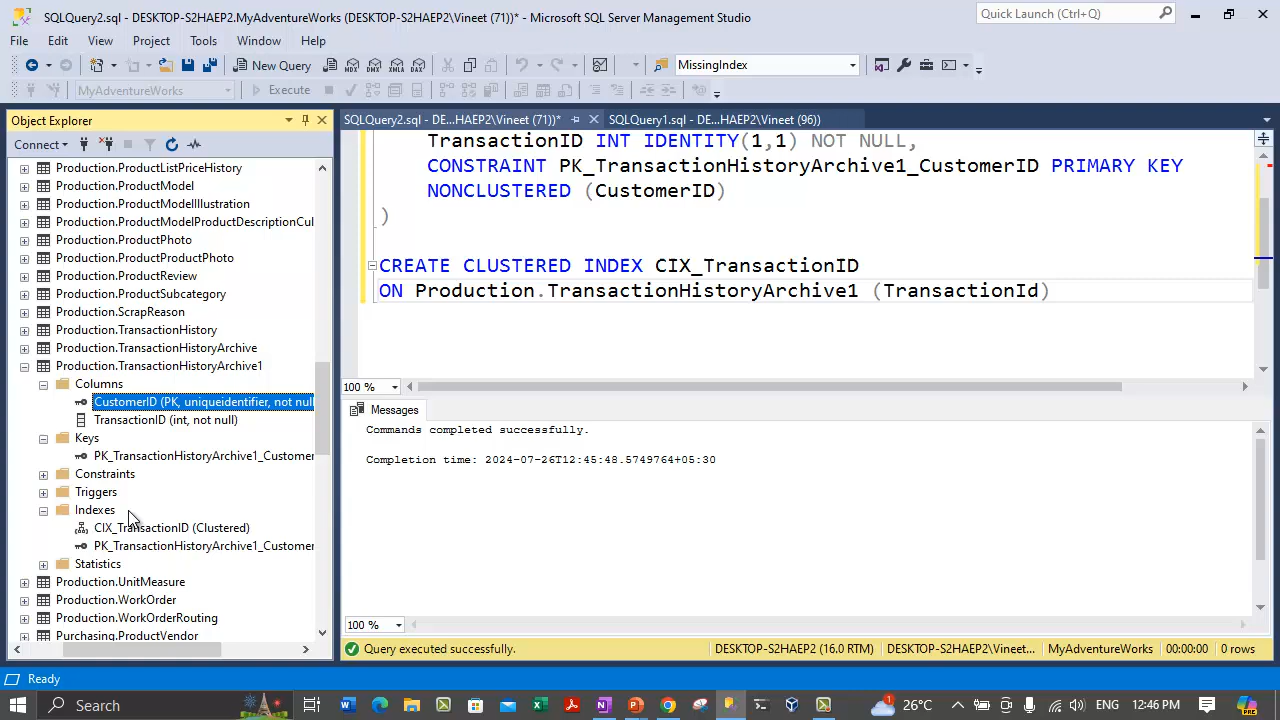 SQLQuery2.sql - DESKTOP-S2HAEP2.MyAdventureWorks (DESKTOP-S2HAEP2\Vineet (71))* - Microsoft SQL Server Management Studio
Quick Launch (Ctrl+Q)
File Edit View Project Tools Window Help
New Query
MDX DMX XMLA DAX
MissingIndex
MyAdventureWorks
Execute
Object Explorer
SQLQuery2.sql - DE...HAEP2\Vineet (71))*
SQLQuery1.sql - DE...HAEP2\Vineet (96))
Connect
Production.ProductListPriceHistory
Production.ProductModel
Production.ProductModelIllustration
Production.ProductModelProductDescriptionCul
Production.ProductPhoto
Production.ProductProductPhoto
Production.ProductReview
Production.ProductSubcategory
Production.ScrapReason
Production.TransactionHistory
Production.TransactionHistoryArchive
Production.TransactionHistoryArchive1
Columns
CustomerID (PK, uniqueidentifier, not null
TransactionID (int, not null)
Keys
PK_TransactionHistoryArchive1_Customer
Constraints
Triggers
Indexes
CIX_TransactionID (Clustered)
PK_TransactionHistoryArchive1_Customer
Statistics
Production.UnitMeasure
Production.WorkOrder
Production.WorkOrderRouting
Purchasing.ProductVendor
TransactionID INT IDENTITY(1,1) NOT NULL,
CONSTRAINT PK_TransactionHistoryArchive1_CustomerID PRIMARY KEY
NONCLUSTERED (CustomerID)
)
CREATE CLUSTERED INDEX CIX_TransactionID
ON Production.TransactionHistoryArchive1 (TransactionId)
100 %
Messages
Commands completed successfully.
Completion time: 2024-07-26T12:45:48.5749764+05:30
100 %
Query executed successfully.
DESKTOP-S2HAEP2 (16.0 RTM)
DESKTOP-S2HAEP2\Vineet...
MyAdventureWorks
00:00:00
0 rows
Ready
Search
26°C
ENG
12:46 PM